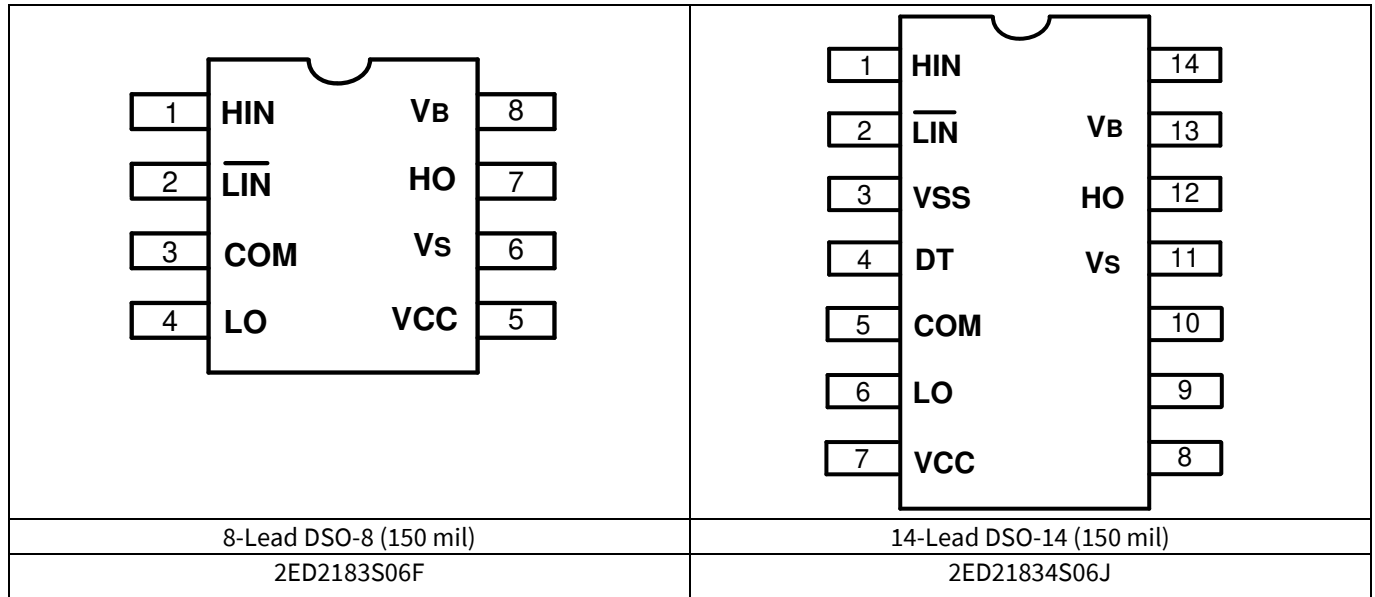 1 HIN VB 8
2 L̅I̅N̅ HO 7
3 COM VS 6
4 LO VCC 5
1 HIN 14
2 L̅I̅N̅ VB 13
3 VSS HO 12
4 DT VS 11
5 COM 10
6 LO 9
7 VCC 8
8-Lead DSO-8 (150 mil)
14-Lead DSO-14 (150 mil)
2ED2183S06F
2ED21834S06J